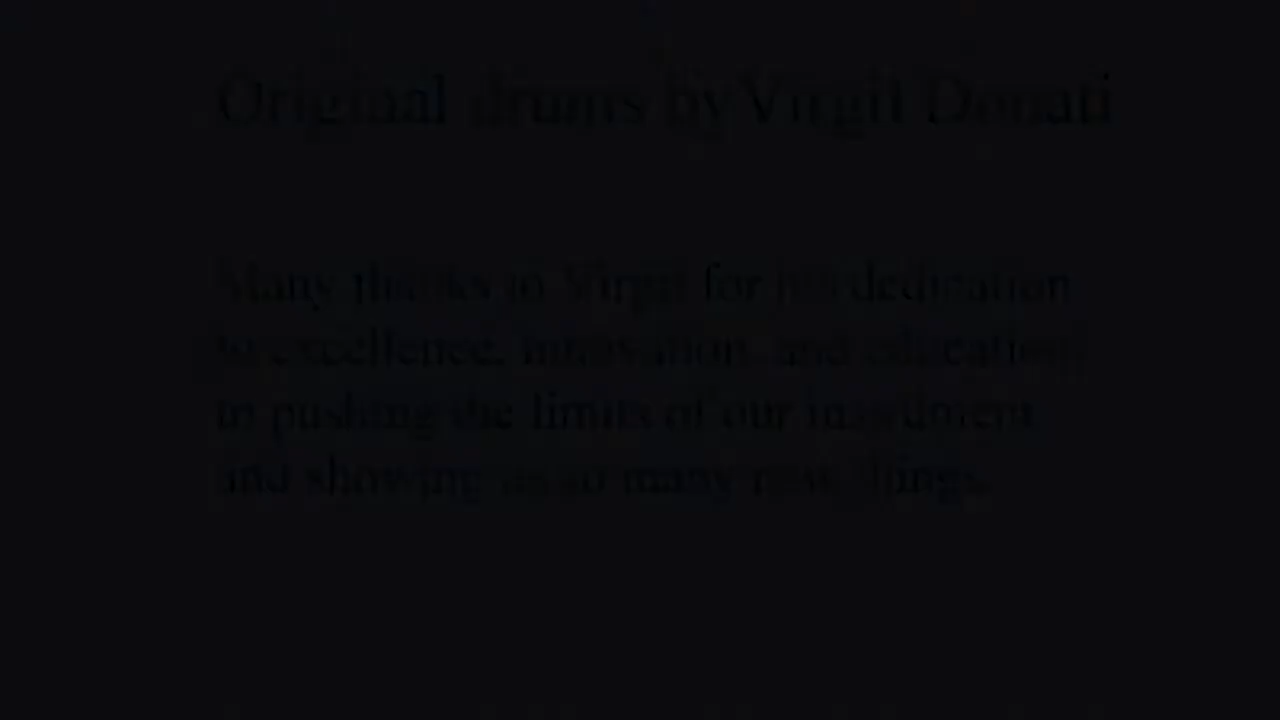 Original drums by Virgil Donati
Many thanks to Virgil for his dedication
to excellence, innovation, and education,
to pushing the limits of our instrument
and showing us so many new things.